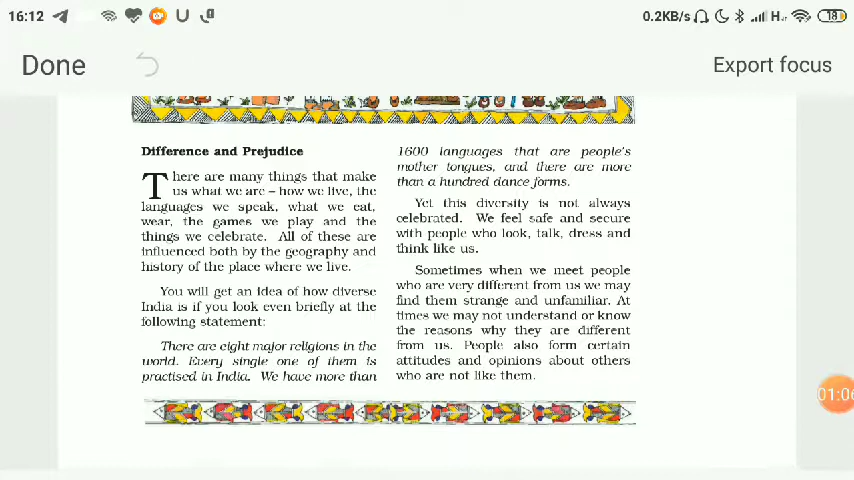 16:12
0.2KB/s
18
Done
Export focus
Difference and Prejudice
There are many things that make
us what we are – how we live, the
languages we speak, what we eat,
wear, the games we play and the
things we celebrate. All of these are
influenced both by the geography and
history of the place where we live.
You will get an idea of how diverse
India is if you look even briefly at the
following statement:
There are eight major religions in the
world. Every single one of them is
practised in India. We have more than
1600 languages that are people's
mother tongues, and there are more
than a hundred dance forms.
Yet this diversity is not always
celebrated. We feel safe and secure
with people who look, talk, dress and
think like us.
Sometimes when we meet people
who are very different from us we may
find them strange and unfamiliar. At
times we may not understand or know
the reasons why they are different
from us. People also form certain
attitudes and opinions about others
who are not like them.
01:06